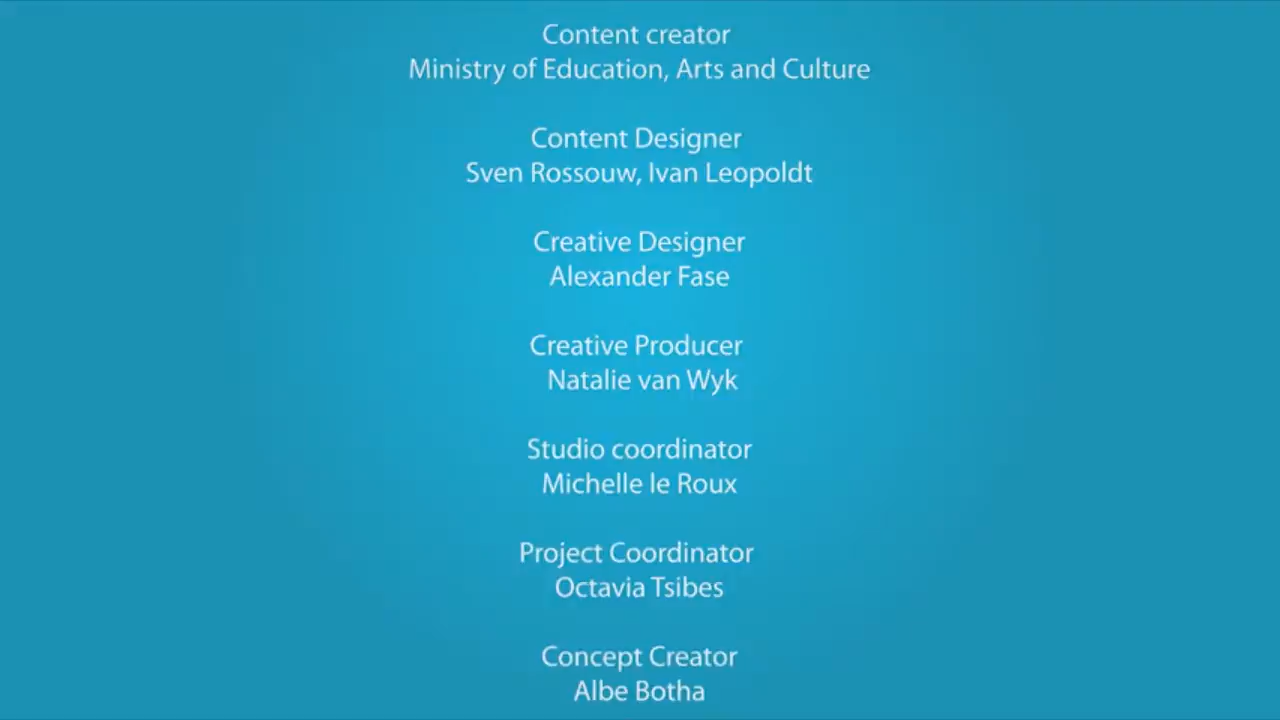 Content creator
Ministry of Education, Arts and Culture
Content Designer
Sven Rossouw, Ivan Leopoldt
Creative Designer
Alexander Fase
Creative Producer
Natalie van Wyk
Studio coordinator
Michelle le Roux
Project Coordinator
Octavia Tsibes
Concept Creator
Albe Botha